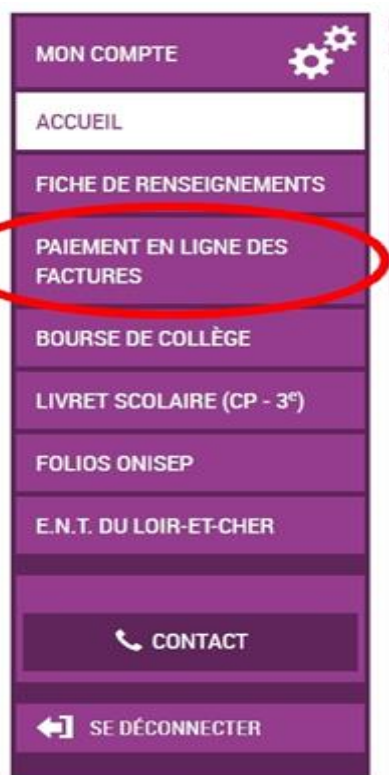 MON COMPTE
ACCUEIL
FICHE DE RENSEIGNEMENTS
PAIEMENT EN LIGNE DES
FACTURES
BOURSE DE COLLÈGE
LIVRET SCOLAIRE (CP - 3ᵉ)
FOLIOS ONISEP
E.N.T. DU LOIR-ET-CHER
CONTACT
SE DÉCONNECTER